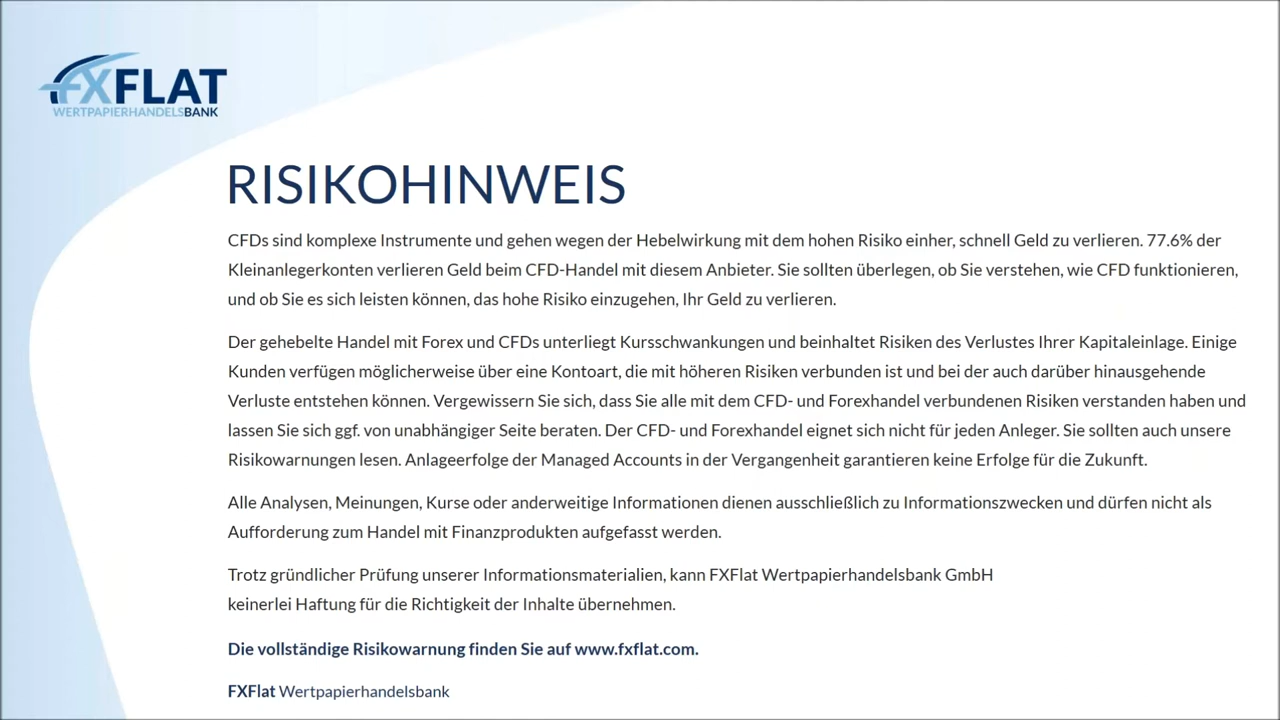 FXFLAT
WERTPAPIERHANDELSBANK
RISIKOHINWEIS
CFDs sind komplexe Instrumente und gehen wegen der Hebelwirkung mit dem hohen Risiko einher, schnell Geld zu verlieren. 77.6% der
Kleinanlegerkonten verlieren Geld beim CFD-Handel mit diesem Anbieter. Sie sollten überlegen, ob Sie verstehen, wie CFD funktionieren,
und ob Sie es sich leisten können, das hohe Risiko einzugehen, Ihr Geld zu verlieren.
Der gehebelte Handel mit Forex und CFDs unterliegt Kursschwankungen und beinhaltet Risiken des Verlustes Ihrer Kapitaleinlage. Einige
Kunden verfügen möglicherweise über eine Kontoart, die mit höheren Risiken verbunden ist und bei der auch darüber hinausgehende
Verluste entstehen können. Vergewissern Sie sich, dass Sie alle mit dem CFD- und Forexhandel verbundenen Risiken verstanden haben und
lassen Sie sich ggf. von unabhängiger Seite beraten. Der CFD- und Forexhandel eignet sich nicht für jeden Anleger. Sie sollten auch unsere
Risikowarnungen lesen. Anlageerfolge der Managed Accounts in der Vergangenheit garantieren keine Erfolge für die Zukunft.
Alle Analysen, Meinungen, Kurse oder anderweitige Informationen dienen ausschließlich zu Informationszwecken und dürfen nicht als
Aufforderung zum Handel mit Finanzprodukten aufgefasst werden.
Trotz gründlicher Prüfung unserer Informationsmaterialien, kann FXFlat Wertpapierhandelsbank GmbH
keinerlei Haftung für die Richtigkeit der Inhalte übernehmen.
Die vollständige Risikowarnung finden Sie auf www.fxflat.com.
FXFlat Wertpapierhandelsbank